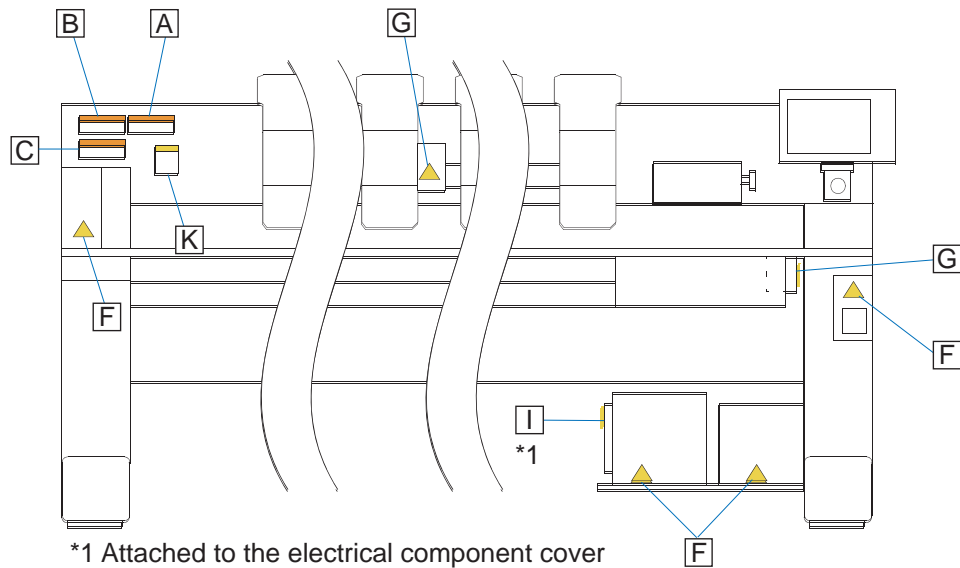 B A G
C
K
G
F
F
I
*1
F
*1 Attached to the electrical component cover